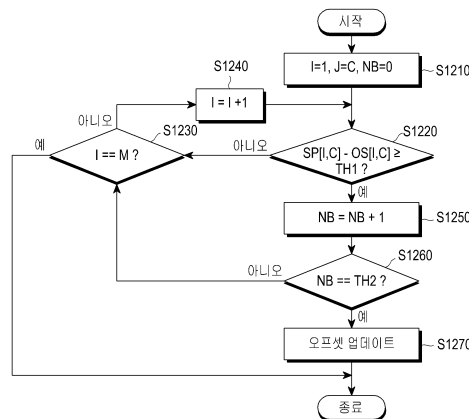 시작
I=1, J=C, NB=0
S1210
S1240
I = I +1
아니오
S1230
예
I == M ?
아니오
S1220
SP[I,C] - OS[I,C] ≥
TH1 ?
예
NB = NB + 1
S1250
S1260
아니오
NB == TH2 ?
예
오프셋 업데이트
S1270
종료